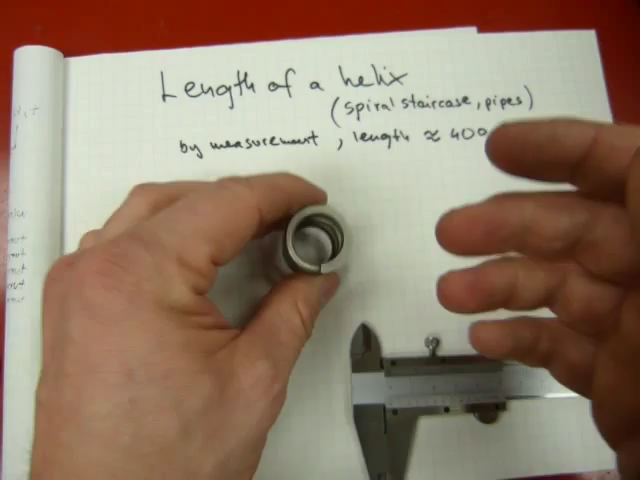 Length of a helix
(spiral staircase, pipes)
by measurement, length ≈ 400